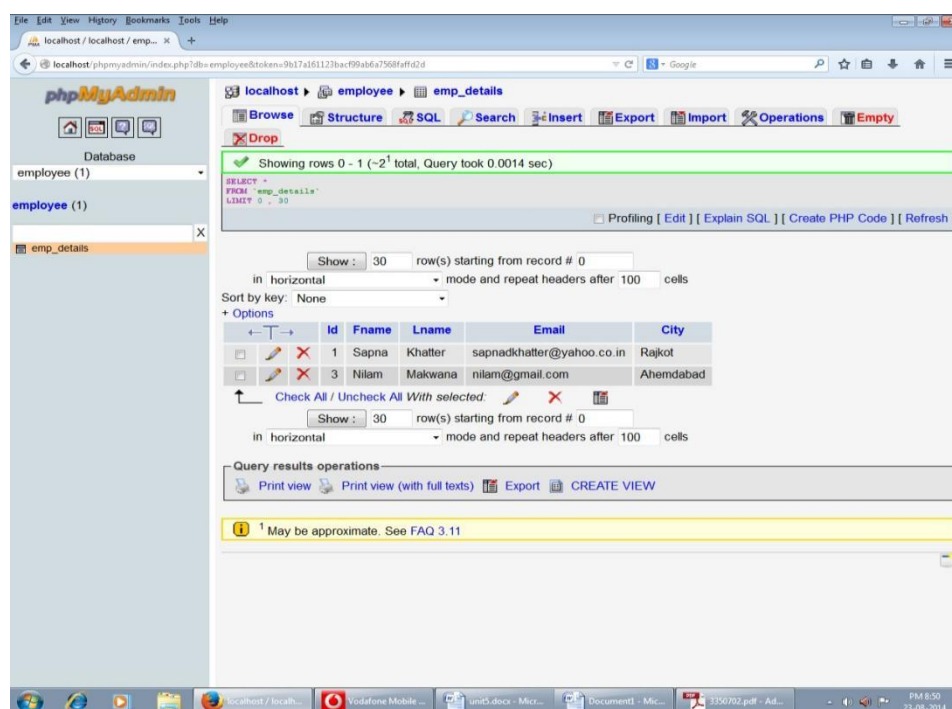 File Edit View History Bookmarks Tools Help
localhost / localhost / emp... × +
localhost/phpmyadmin/index.php?db=employee&token=9b17a161123bacf99ab6a7568faffd2d Google
phpMyAdmin
Database
employee (1)
employee (1)
X
emp_details
localhost ▸ employee ▸ emp_details
Browse Structure SQL Search Insert Export Import Operations Empty
Drop
Showing rows 0 - 1 (~2¹ total, Query took 0.0014 sec)
SELECT *
FROM `emp_details`
LIMIT 0 , 30
Profiling [ Edit ] [ Explain SQL ] [ Create PHP Code ] [ Refresh
Show : 30 row(s) starting from record # 0
in horizontal mode and repeat headers after 100 cells
Sort by key: None
+ Options
←T→ Id Fname Lname Email City
1 Sapna Khatter sapnadkhatter@yahoo.co.in Rajkot
3 Nilam Makwana nilam@gmail.com Ahemdabad
Check All / Uncheck All With selected:
Show : 30 row(s) starting from record # 0
in horizontal mode and repeat headers after 100 cells
Query results operations
Print view Print view (with full texts) Export CREATE VIEW
¹ May be approximate. See FAQ 3.11
localhost / localh... Vodafone Mobile ... unit5.docx - Micr... Document1 - Mic... 3350702.pdf - Ad... PM 8:50
23-08-2014